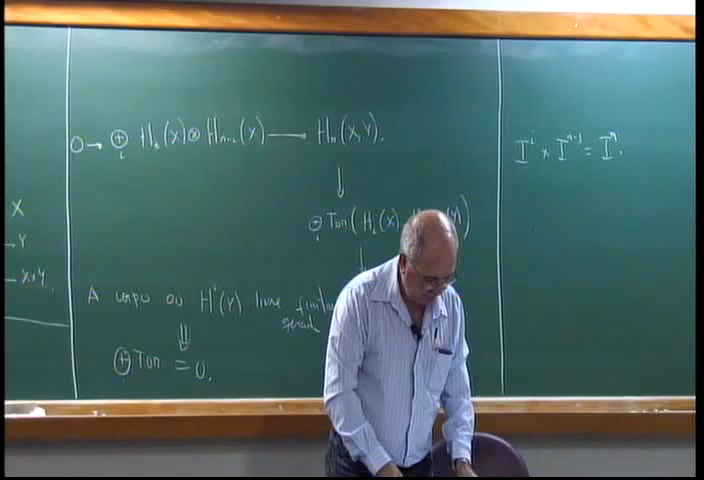 X
→ Y
X×Y
0 → ⊕ᵢ Hᵢ(X) ⊗ Hₙ₋ᵢ(Y) → Hₙ(X×Y).
↓
⊕ᵢ Tor(Hᵢ(X), (Y))
↓
A corpo ou Hⁱ(Y) livre
⇓
⊕ Tor = 0.
Iⁱ × Iⁿ⁻ⁱ = Iⁿ.